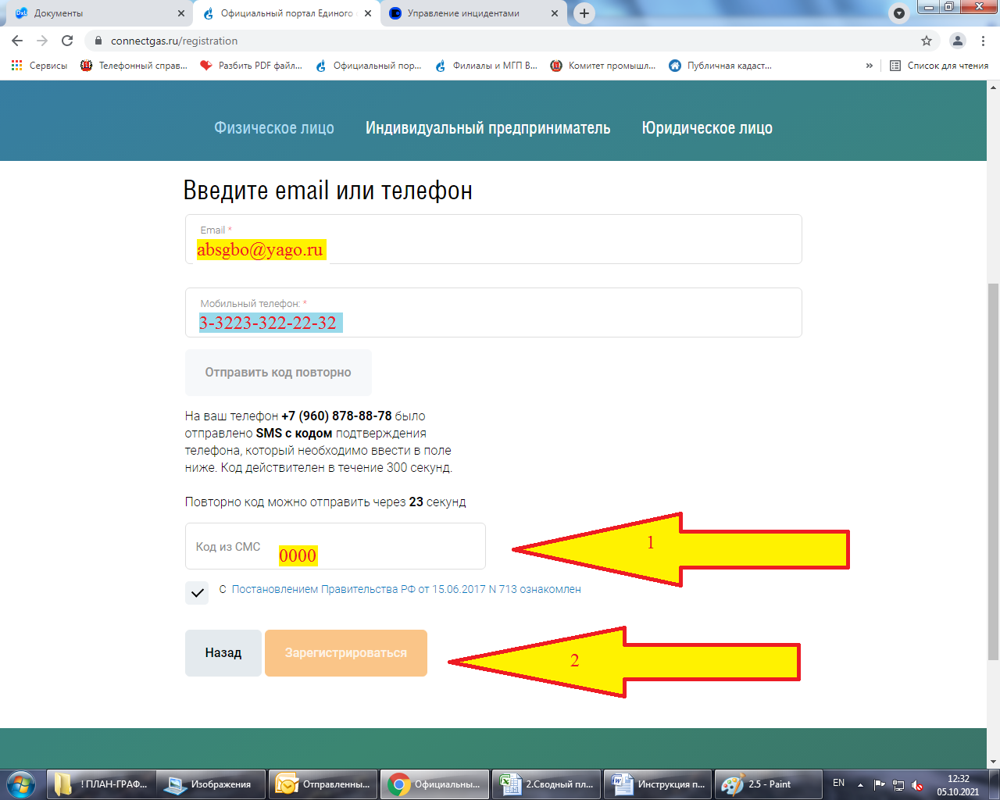 Документы
Официальный портал Единого
Управление инцидентами
connectgas.ru/registration
Сервисы
Телефонный справ...
Разбить PDF файл...
Официальный пор...
Филиалы и МГП В...
Комитет промышл...
Публичная кадаст...
»
Список для чтения
Физическое лицо
Индивидуальный предприниматель
Юридическое лицо
Введите email или телефон
Email *
absgbo@yago.ru
Мобильный телефон: *
3-3223-322-22-32
Отправить код повторно
На ваш телефон +7 (960) 878-88-78 было
отправлено SMS с кодом подтверждения
телефона, который необходимо ввести в поле
ниже. Код действителен в течение 300 секунд.
Повторно код можно отправить через 23 секунд
Код из СМС
0000
1
С Постановлением Правительства РФ от 15.06.2017 N 713 ознакомлен
Назад
Зарегистрироваться
2
! ПЛАН-ГРАФ...
Изображения
Отправленны...
Официальны...
2.Сводный пл...
Инструкция п...
2.5 - Paint
EN
12:32
05.10.2021